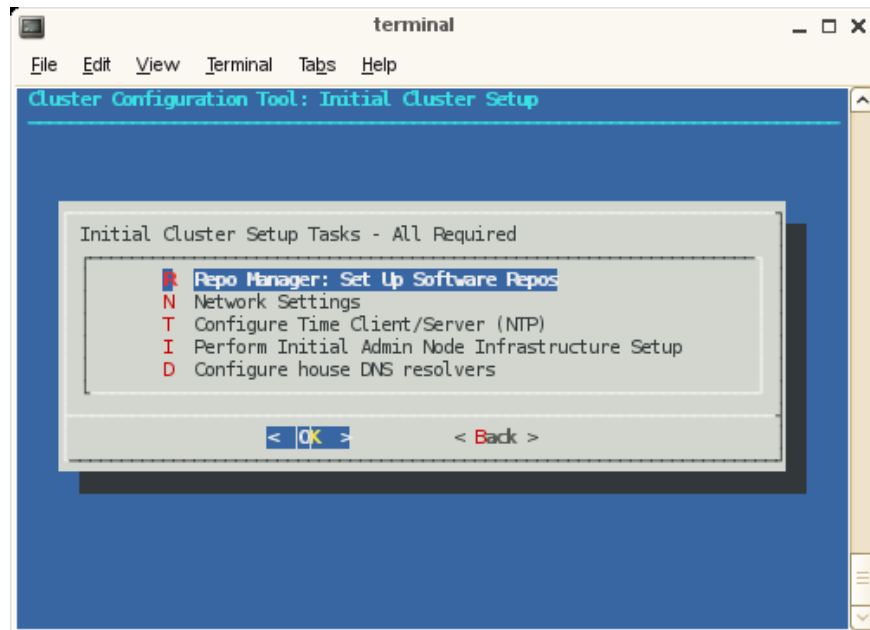 terminal
File Edit View Terminal Tabs Help
Cluster Configuration Tool: Initial Cluster Setup
Initial Cluster Setup Tasks - All Required
R Repo Manager: Set Up Software Repos
N Network Settings
T Configure Time Client/Server (NTP)
I Perform Initial Admin Node Infrastructure Setup
D Configure house DNS resolvers
< OK > < Back >